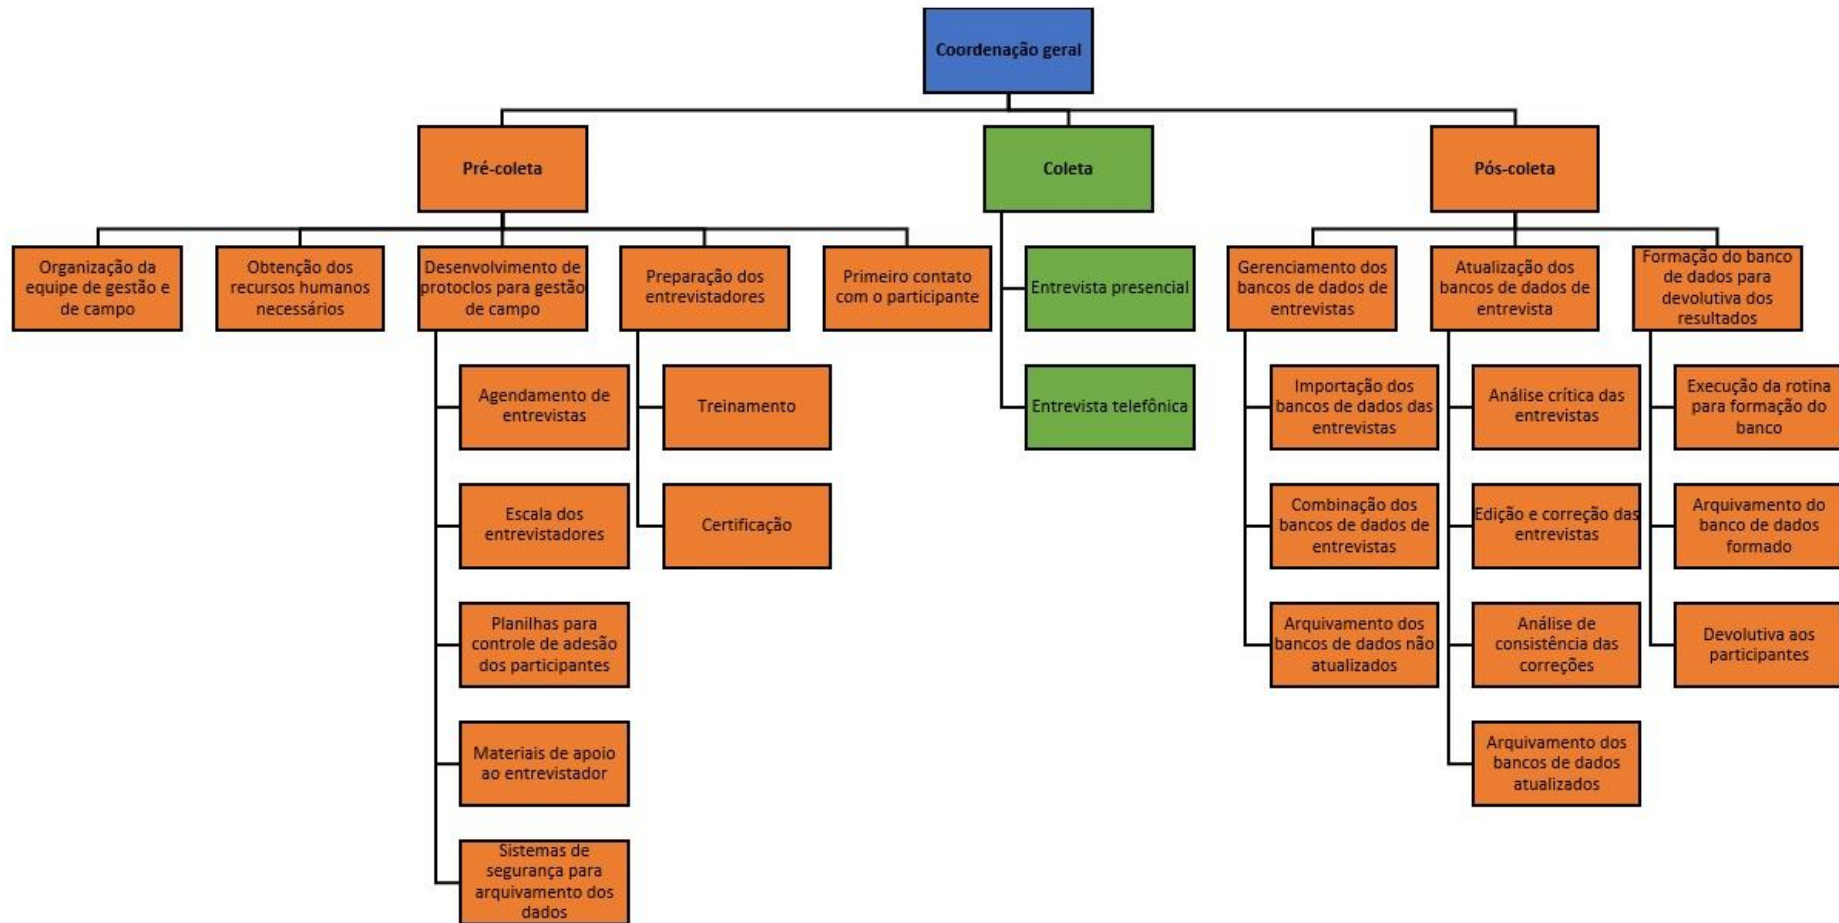 Coordenação geral
Pré-coleta
Coleta
Pós-coleta
Organização da
equipe de gestão e
de campo
Obtenção dos
recursos humanos
necessários
Desenvolvimento de
protoclos para gestão
de campo
Preparação dos
entrevistadores
Primeiro contato
com o participante
Entrevista presencial
Gerenciamento dos
bancos de dados de
entrevistas
Atualização dos
bancos de dados de
entrevista
Formação do banco
de dados para
devolutiva dos
resultados
Agendamento de
entrevistas
Treinamento
Entrevista telefônica
Importação dos
bancos de dados das
entrevistas
Análise crítica das
entrevistas
Execução da rotina
para formação do
banco
Escala dos
entrevistadores
Certificação
Combinação dos
bancos de dados de
entrevistas
Edição e correção das
entrevistas
Arquivamento do
banco de dados
formado
Planilhas para
controle de adesão
dos participantes
Arquivamento dos
bancos de dados não
atualizados
Análise de
consistência das
correções
Devolutiva aos
participantes
Materiais de apoio
ao entrevistador
Arquivamento dos
bancos de dados
atualizados
Sistemas de
segurança para
arquivamento dos
dados